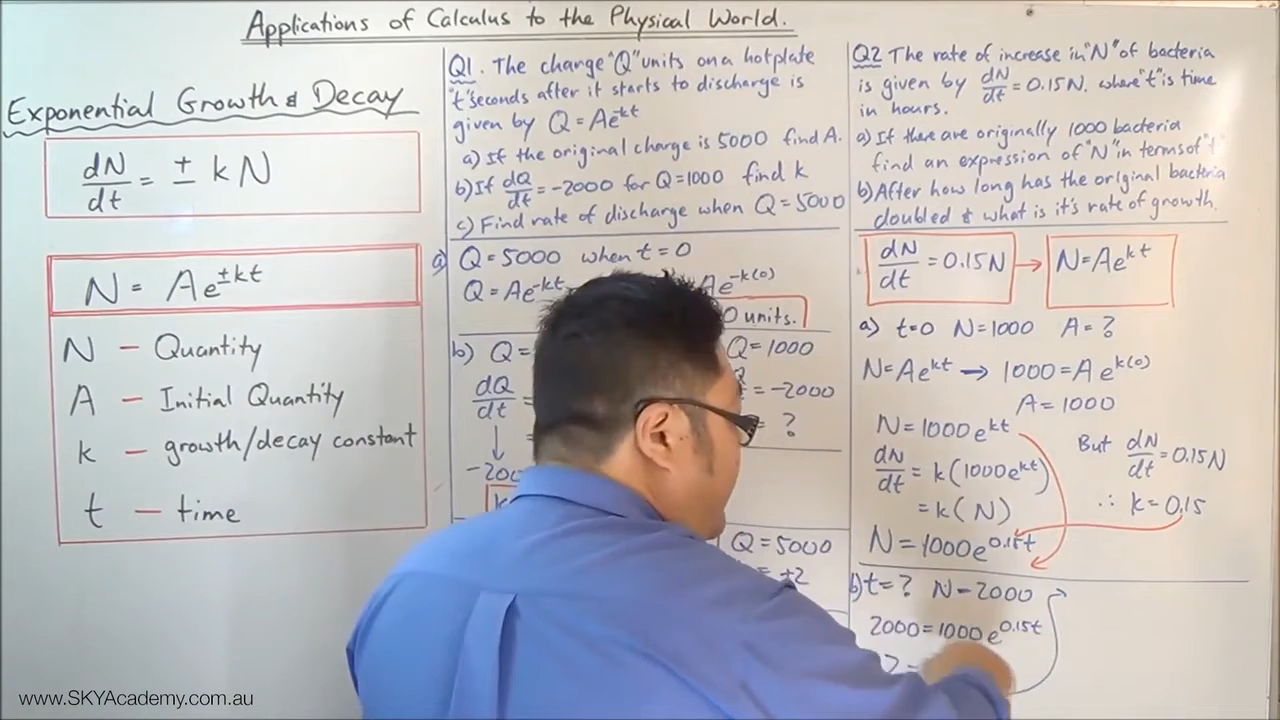 Applications of Calculus to the Physical World.
Exponential Growth & Decay
dN/dt = ± kN
N = Ae^±kt
N – Quantity
A – Initial Quantity
k – growth/decay constant
t – time
Q1. The change "Q" units on a hotplate
"t" seconds after it starts to discharge is
given by Q = Ae^-kt
a) If the original charge is 5000 find A.
b) If dQ/dt = -2000 for Q=1000 find k
c) Find rate of discharge when Q = 5000
a) Q = 5000 when t = 0
Q = Ae^-kt Ae^-k(0)
units.
b) Q = Q = 1000
dQ/dt = = -2000
= = ?
Q = 5000
Q2 The rate of increase in "N" of bacteria
is given by dN/dt = 0.15N. where "t" is time
in hours.
a) If there are originally 1000 bacteria
find an expression of "N" in terms of "t"
b) After how long has the original bacteria
doubled & what is it's rate of growth.
dN/dt = 0.15N → N = Ae^kt
a) t=0 N = 1000 A = ?
N = Ae^kt → 1000 = A e^k(0)
A = 1000
N = 1000e^kt
dN/dt = k(1000e^kt)
= k(N)
But dN/dt = 0.15N
∴ k = 0.15
N = 1000e^0.15t
b) t = ? N = 2000
2000 = 1000e^0.15t
www.SKYAcademy.com.au